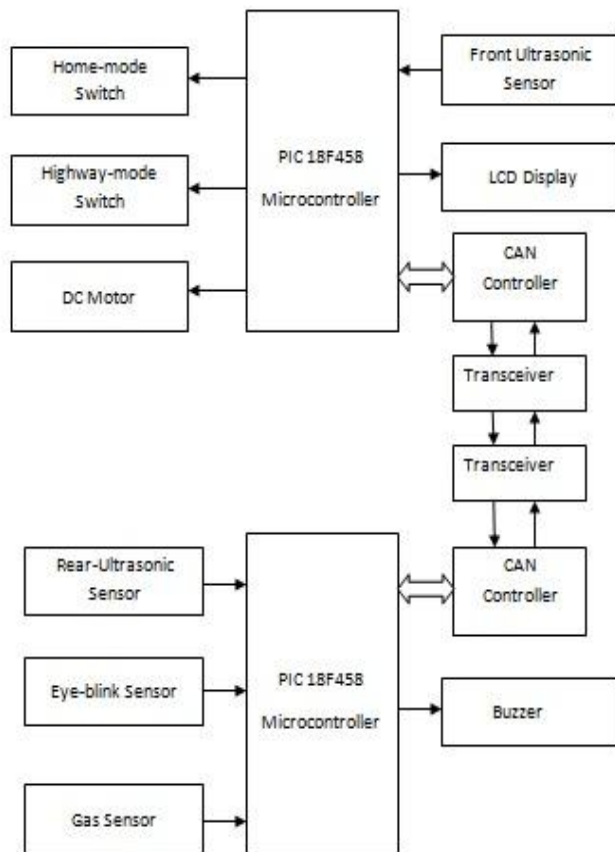 Home-mode
Switch
Highway-mode
Switch
DC Motor
PIC 18F458
Microcontroller
Front Ultrasonic
Sensor
LCD Display
CAN
Controller
Transceiver
Transceiver
CAN
Controller
Rear-Ultrasonic
Sensor
Eye-blink Sensor
Gas Sensor
PIC 18F458
Microcontroller
Buzzer